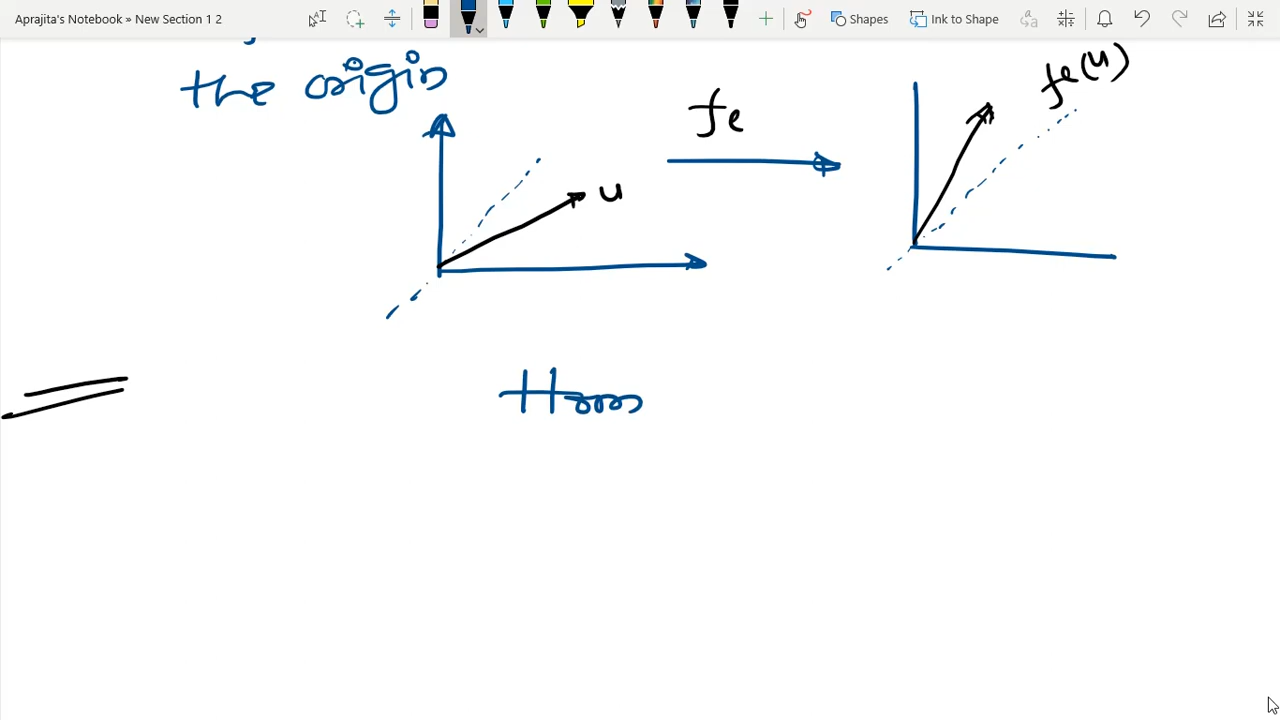 Aprajita's Notebook » New Section 1 2
Shapes
Ink to Shape
the origin
fe
fe(u)
u
Hom